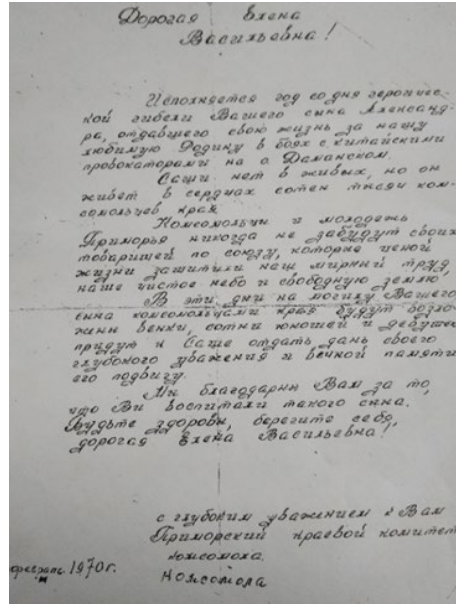 Дорогая Елена
Васильевна!
Исполняется год со дня героичес-
кой гибели Вашего сына Александ-
ра, отдавшего свою жизнь за нашу
любимую Родину в боях с китайскими
провокаторами на о. Даманском.
Саши нет в живых, но он
живет в сердцах сотен тысяч ком-
сомольцев края.
Комсомольцы и молодежь
Приморья никогда не забудут своих
товарищей по союзу, которые ценой
жизни защитили наш мирный труд,
наше чистое небо и свободную землю,
В эти дни на могилу Вашего
сына комсомольцами края будут возло-
жены венки, сотни юношей и девушек
придут к Саше отдать дань своего
глубокого уважения и вечной памяти
его подвигу.
Мы благодарны Вам за то,
что Вы воспитали такого сына.
Будьте здоровы, берегите себя,
дорогая Елена Васильевна!
с глубоким уважением к Вам
Приморский краевой комитет
комсомола.
февраль 1970г.
Комсомола